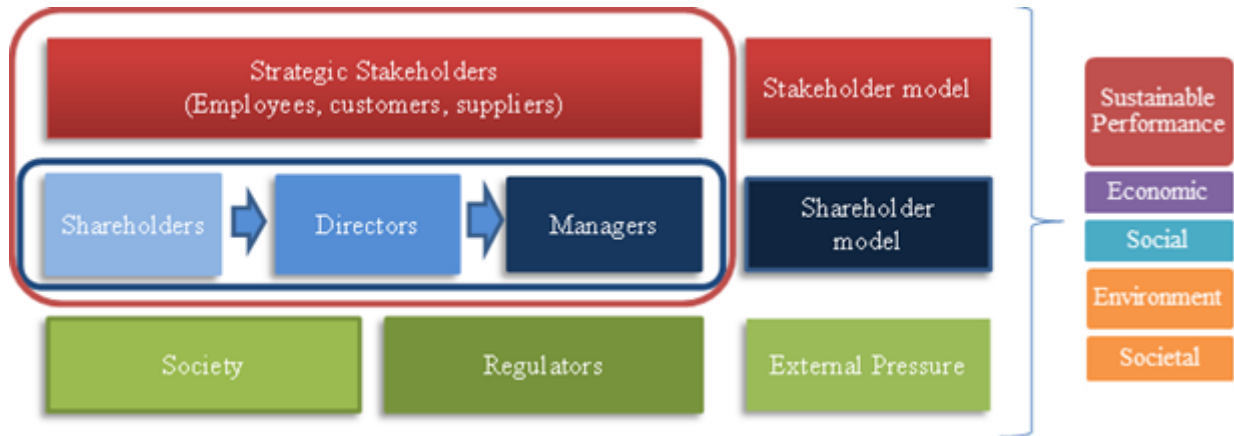 Strategic Stakeholders
(Employees, customers, suppliers)
Stakeholder model
Shareholders
Directors
Managers
Shareholder
model
Society
Regulators
External Pressure
Sustainable
Performance
Economic
Social
Environment
Societal